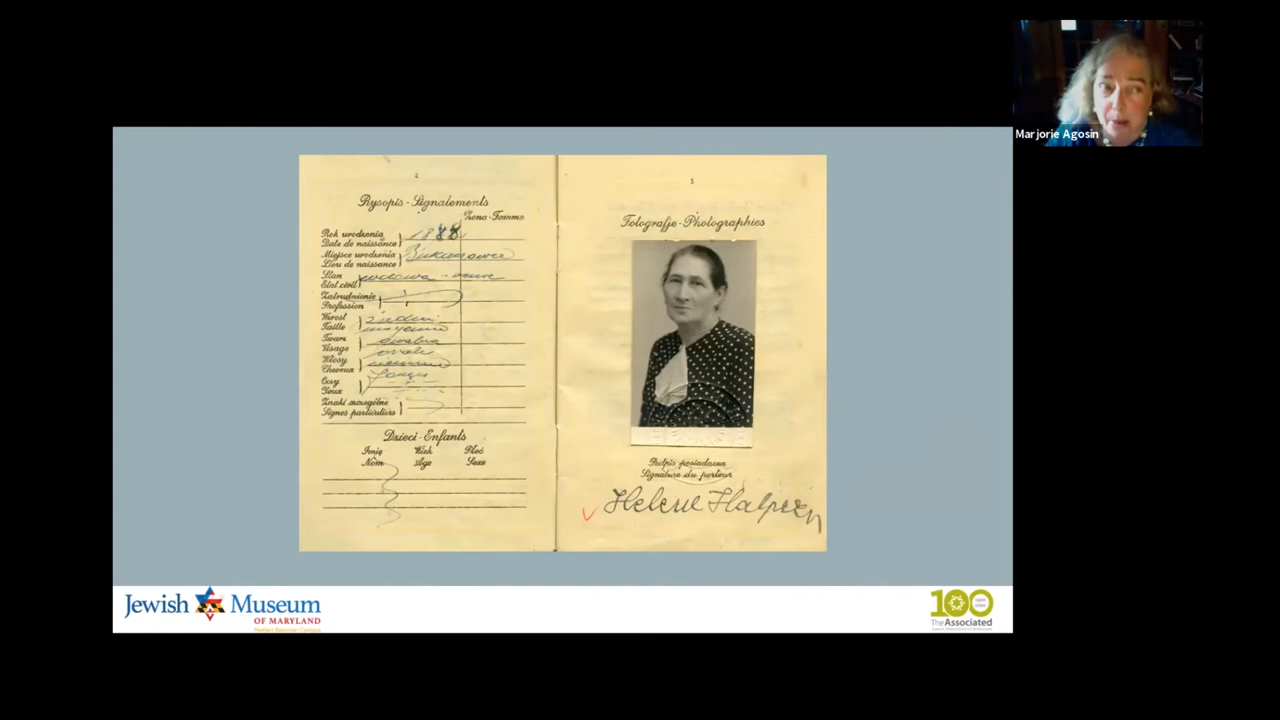 Marjorie Agosin
2
Rysopis-Signalements
Żona-Femme
Rok urodzenia
Date de naissance
1888
Miejsce urodzenia
Lieu de naissance
Stan
Etat civil
wdowa - veuve
Zatrudnienie
Profession
Wzrost
Taille
Twarz
Visage
Włosy
Cheveux
Oczy
Yeux
Znaki szczególne
Signes particuliers
Dzieci-Enfants
Imię Wiek Płeć
Nom Age Sexe
3
Fotografje-Photographies
Podpis posiadacza
Signature du porteur
Helene Halpern
Jewish Museum
OF MARYLAND
100
The Associated